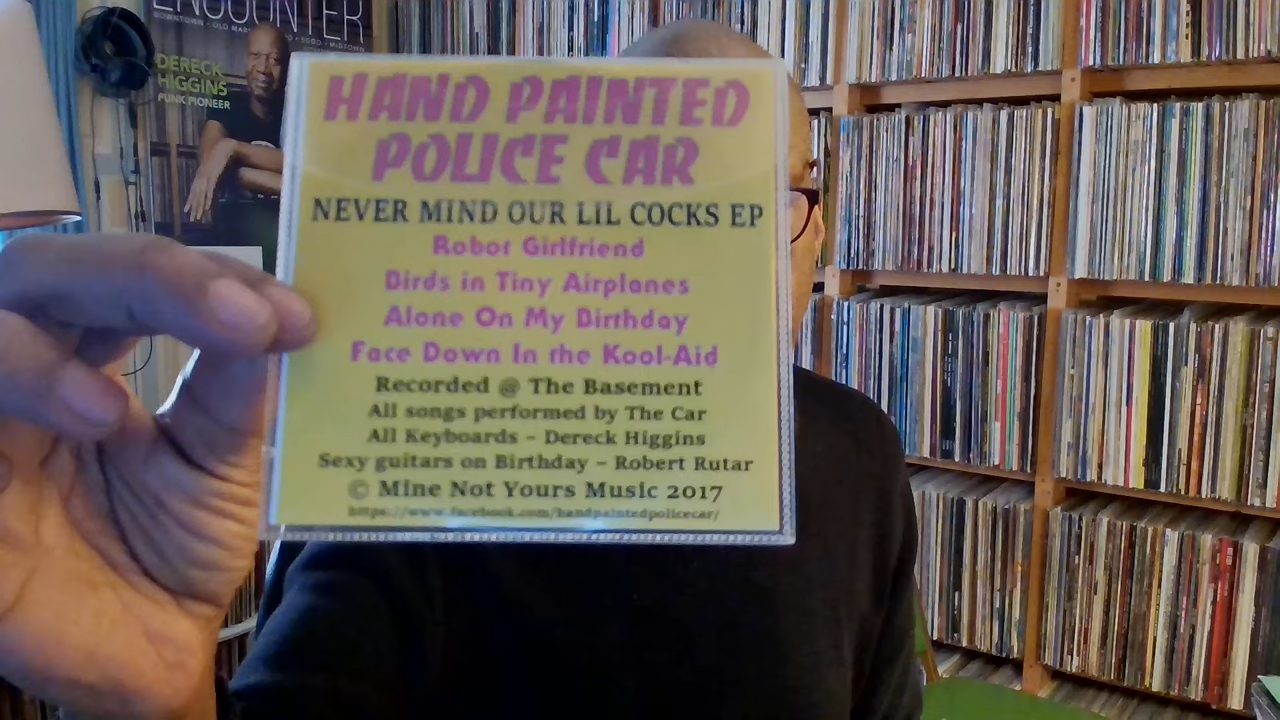 ENCOUNTER
DERECK
HIGGINS
PUNK PIONEER
HAND PAINTED
POLICE CAR
NEVER MIND OUR LIL COCKS EP
Robot Girlfriend
Birds in Tiny Airplanes
Alone On My Birthday
Face Down In the Kool-Aid
Recorded @ The Basement
All songs performed by The Car
All Keyboards - Dereck Higgins
Sexy guitars on Birthday - Robert Rutar
© Mine Not Yours Music 2017
https://www.facebook.com/handpaintedpolicecar/